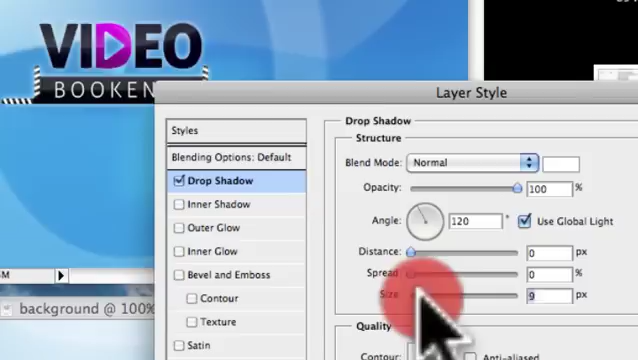 VIDEO
BOOKEN
Layer Style
Styles
Blending Options: Default
Drop Shadow
Inner Shadow
Outer Glow
Inner Glow
Bevel and Emboss
Contour
Texture
Satin
Drop Shadow
Structure
Blend Mode: Normal
Opacity: 100 %
Angle: 120 ° Use Global Light
Distance: 0 px
Spread: 0 %
Size 9 px
Quality
Contour: Anti-aliased
M
background @ 100%